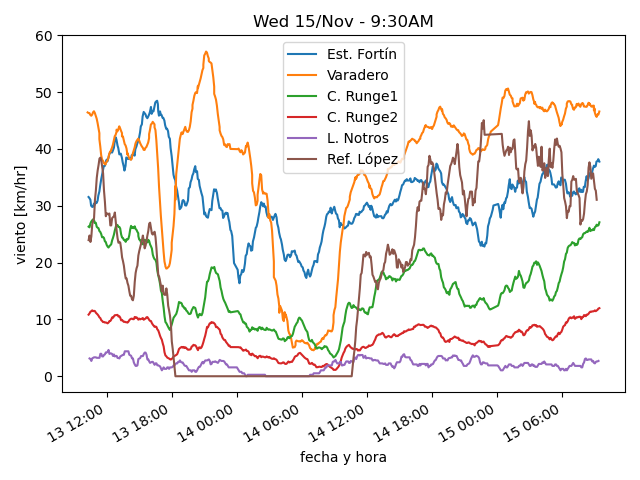 Wed 15/Nov - 9:30AM
Est. Fortín
Varadero
C. Runge1
C. Runge2
L. Notros
Ref. López
viento [km/hr]
60
50
40
30
20
10
0
13 12:00
13 18:00
14 00:00
14 06:00
14 12:00
14 18:00
15 00:00
15 06:00
fecha y hora